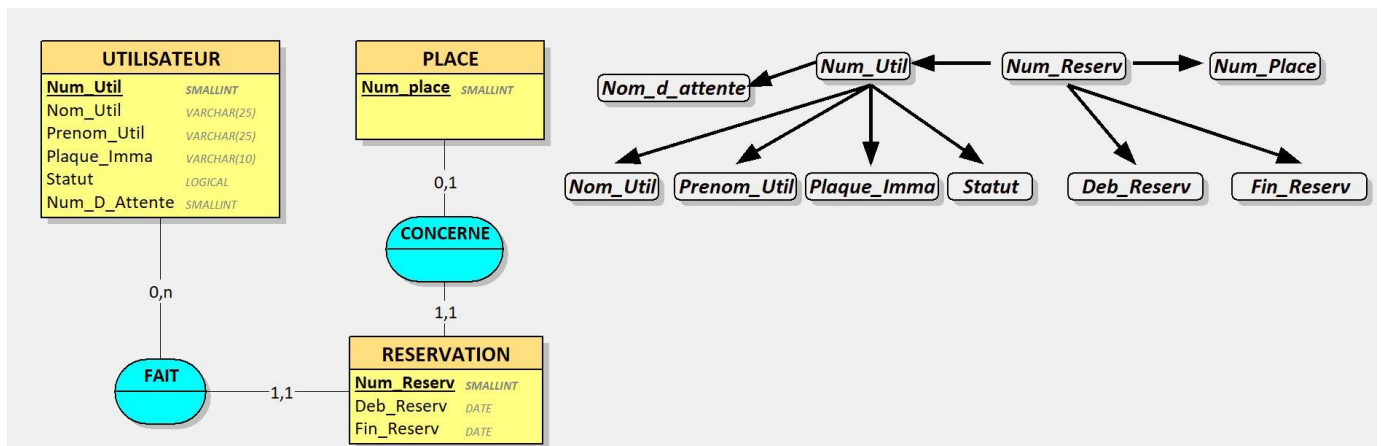 UTILISATEUR
Num_Util SMALLINT
Nom_Util VARCHAR(25)
Prenom_Util VARCHAR(25)
Plaque_Imma VARCHAR(10)
Statut LOGICAL
Num_D_Attente SMALLINT
0,n
FAIT
1,1
PLACE
Num_place SMALLINT
0,1
CONCERNE
1,1
RESERVATION
Num_Reserv SMALLINT
Deb_Reserv DATE
Fin_Reserv DATE
Nom_d_attente
Num_Util
Num_Reserv
Num_Place
Nom_Util
Prenom_Util
Plaque_Imma
Statut
Deb_Reserv
Fin_Reserv